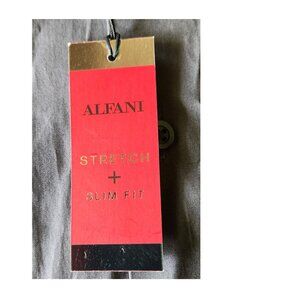 ALFANI
STRETCH
+
SLIM FIT